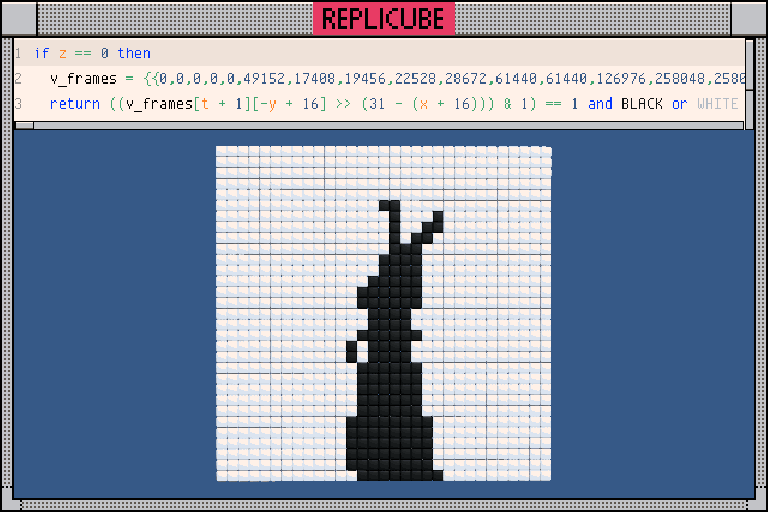 REPLICUBE
1 if z == 0 then
2 v_frames = {{0,0,0,0,0,49152,17408,19456,22528,28672,61440,61440,126976,258048,2580
3 return ((v_frames[t + 1][-y + 16] >> (31 - (x + 16))) & 1) == 1 and BLACK or WHITE